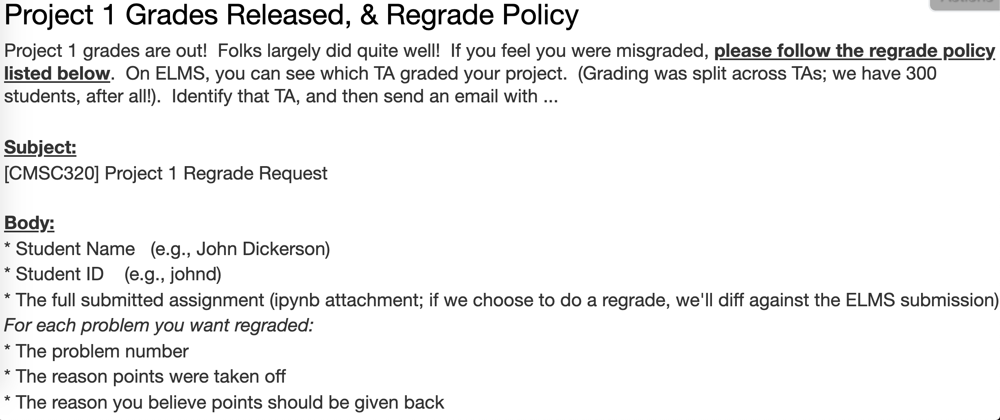 Project 1 Grades Released, & Regrade Policy
Project 1 grades are out!  Folks largely did quite well!  If you feel you were misgraded, please follow the regrade policy
listed below.  On ELMS, you can see which TA graded your project.  (Grading was split across TAs; we have 300
students, after all!).  Identify that TA, and then send an email with ...
Subject:
[CMSC320] Project 1 Regrade Request
Body:
* Student Name   (e.g., John Dickerson)
* Student ID    (e.g., johnd)
* The full submitted assignment (ipynb attachment; if we choose to do a regrade, we'll diff against the ELMS submission)
For each problem you want regraded:
* The problem number
* The reason points were taken off
* The reason you believe points should be given back